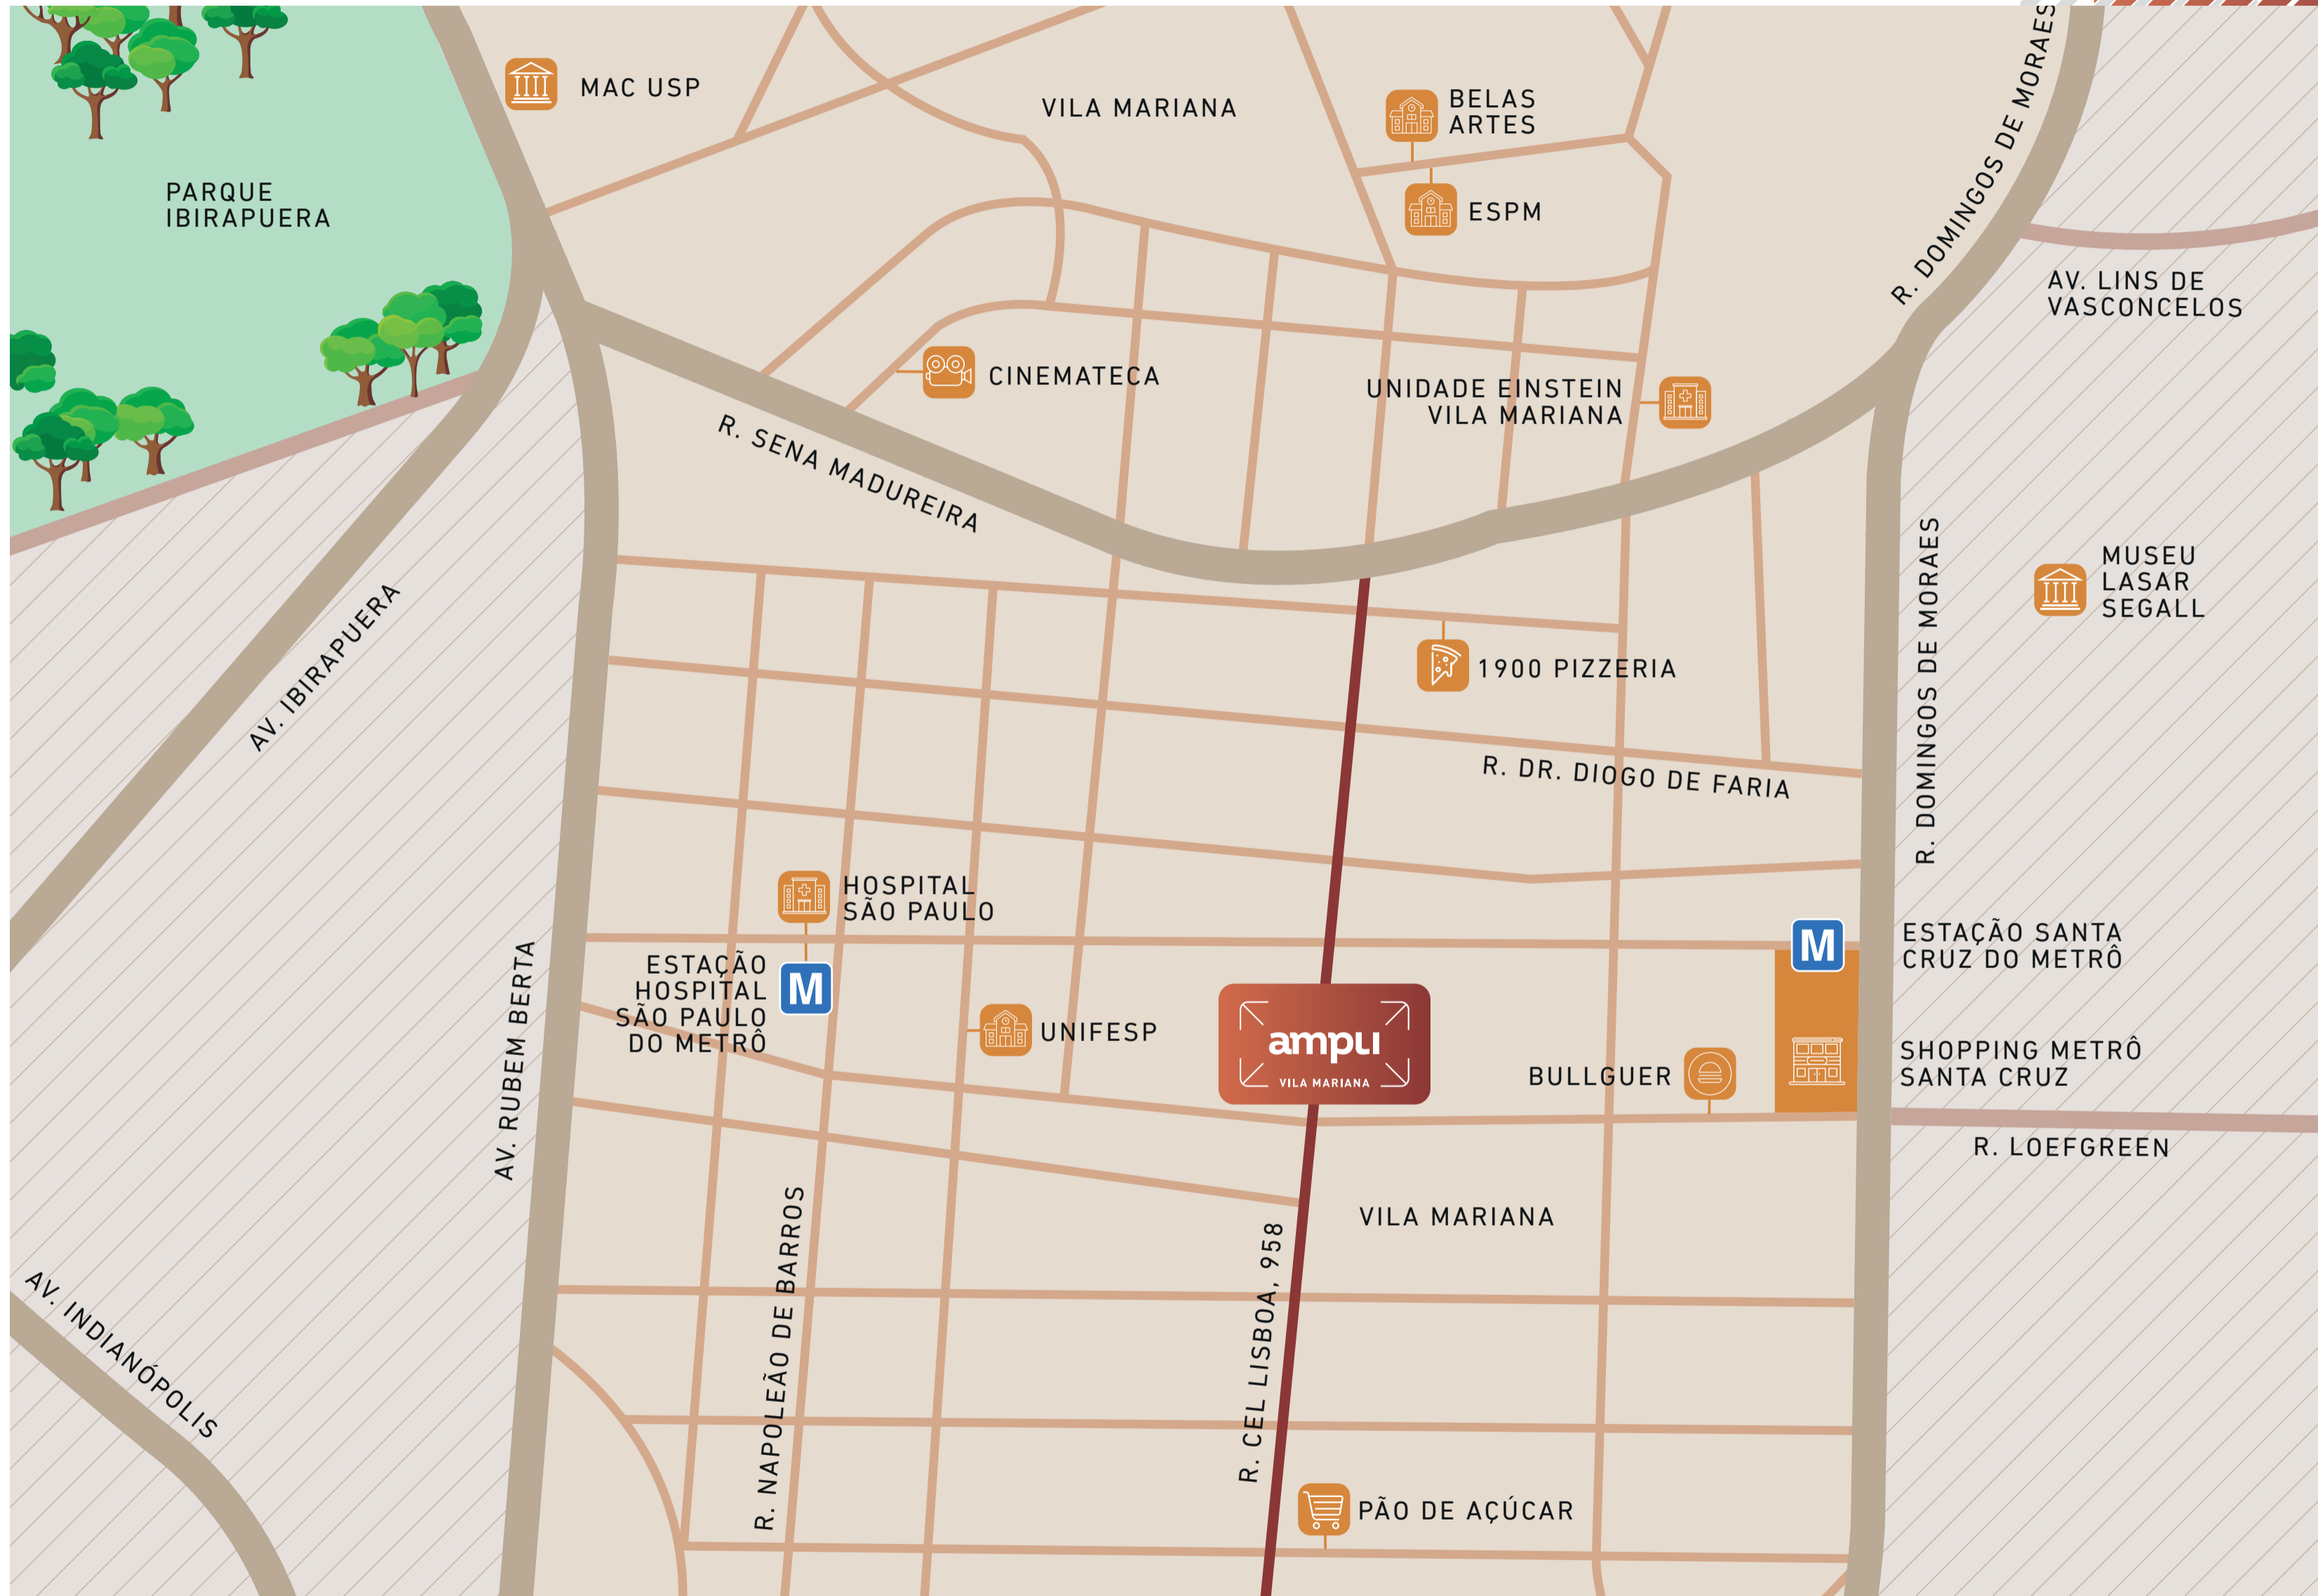 MAC USP
VILA MARIANA
BELAS
ARTES
ESPM
PARQUE
IBIRAPUERA
R. DOMINGOS DE MORAES
AV. LINS DE
VASCONCELOS
CINEMATECA
UNIDADE EINSTEIN
VILA MARIANA
R. SENA MADUREIRA
MUSEU
LASAR
SEGALL
AV. IBIRAPUERA
1900 PIZZERIA
R. DOMINGOS DE MORAES
R. DR. DIOGO DE FARIA
HOSPITAL
SÃO PAULO
M
ESTAÇÃO SANTA
CRUZ DO METRÔ
ESTAÇÃO
HOSPITAL
SÃO PAULO
DO METRÔ
M
UNIFESP
ampli
VILA MARIANA
BULLGUER
SHOPPING METRÔ
SANTA CRUZ
AV. RUBEM BERTA
R. LOEFGREEN
VILA MARIANA
R. NAPOLEÃO DE BARROS
R. CEL LISBOA, 958
AV. INDIANÓPOLIS
PÃO DE AÇÚCAR